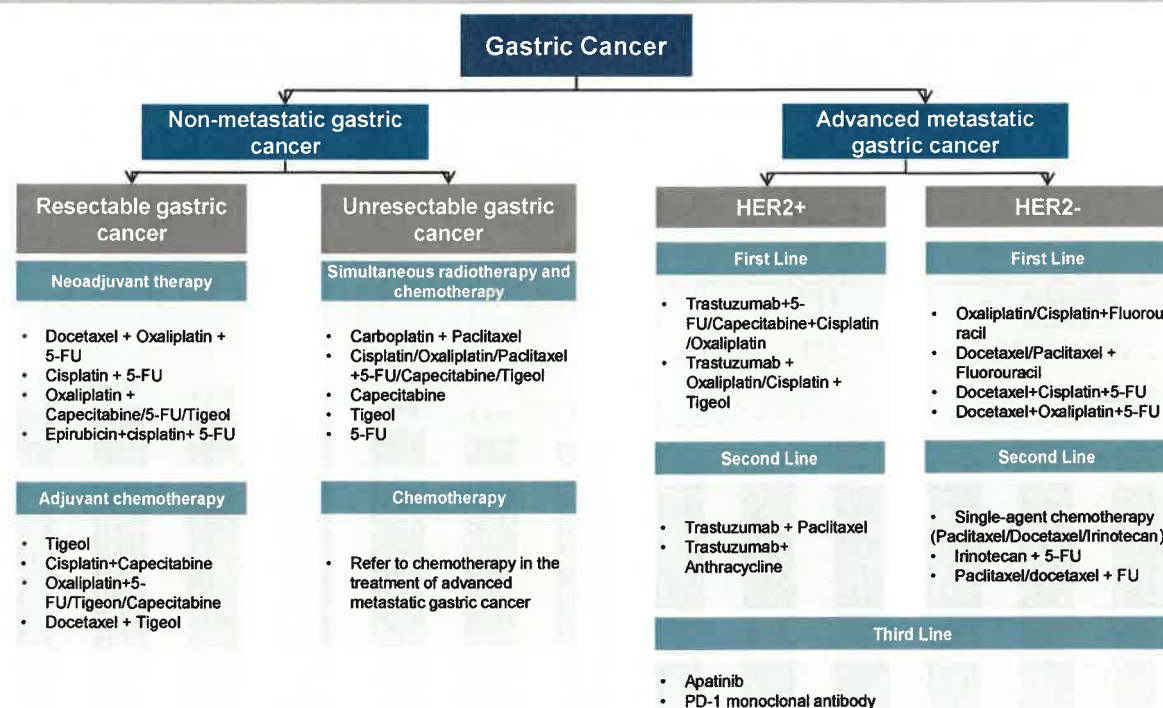 Gastric Cancer
Non-metastatic gastric
cancer
Advanced metastatic
gastric cancer
Resectable gastric
cancer
Unresectable gastric
cancer
HER2+
HER2-
Neoadjuvant therapy
• Docetaxel + Oxaliplatin +
5-FU
• Cisplatin + 5-FU
• Oxaliplatin +
Capecitabine/5-FU/Tigeol
• Epirubicin+cisplatin+ 5-FU
Adjuvant chemotherapy
• Tigeol
• Cisplatin+Capecitabine
• Oxaliplatin+5-
FU/Tigeon/Capecitabine
• Docetaxel + Tigeol
Simultaneous radiotherapy and
chemotherapy
• Carboplatin + Paclitaxel
• Cisplatin/Oxaliplatin/Paclitaxel
+5-FU/Capecitabine/Tigeol
• Capecitabine
• Tigeol
• 5-FU
Chemotherapy
• Refer to chemotherapy in the
treatment of advanced
metastatic gastric cancer
First Line
• Trastuzumab+5-
FU/Capecitabine+Cisplatin
/Oxaliplatin
• Trastuzumab +
Oxaliplatin/Cisplatin +
Tigeol
Second Line
• Trastuzumab + Paclitaxel
• Trastuzumab+
Anthracycline
First Line
• Oxaliplatin/Cisplatin+Fluorou
racil
• Docetaxel/Paclitaxel +
Fluorouracil
• Docetaxel+Cisplatin+5-FU
• Docetaxel+Oxaliplatin+5-FU
Second Line
• Single-agent chemotherapy
(Paclitaxel/Docetaxel/Irinotecan)
• Irinotecan + 5-FU
• Paclitaxel/docetaxel + FU
Third Line
• Apatinib
• PD-1 monoclonal antibody